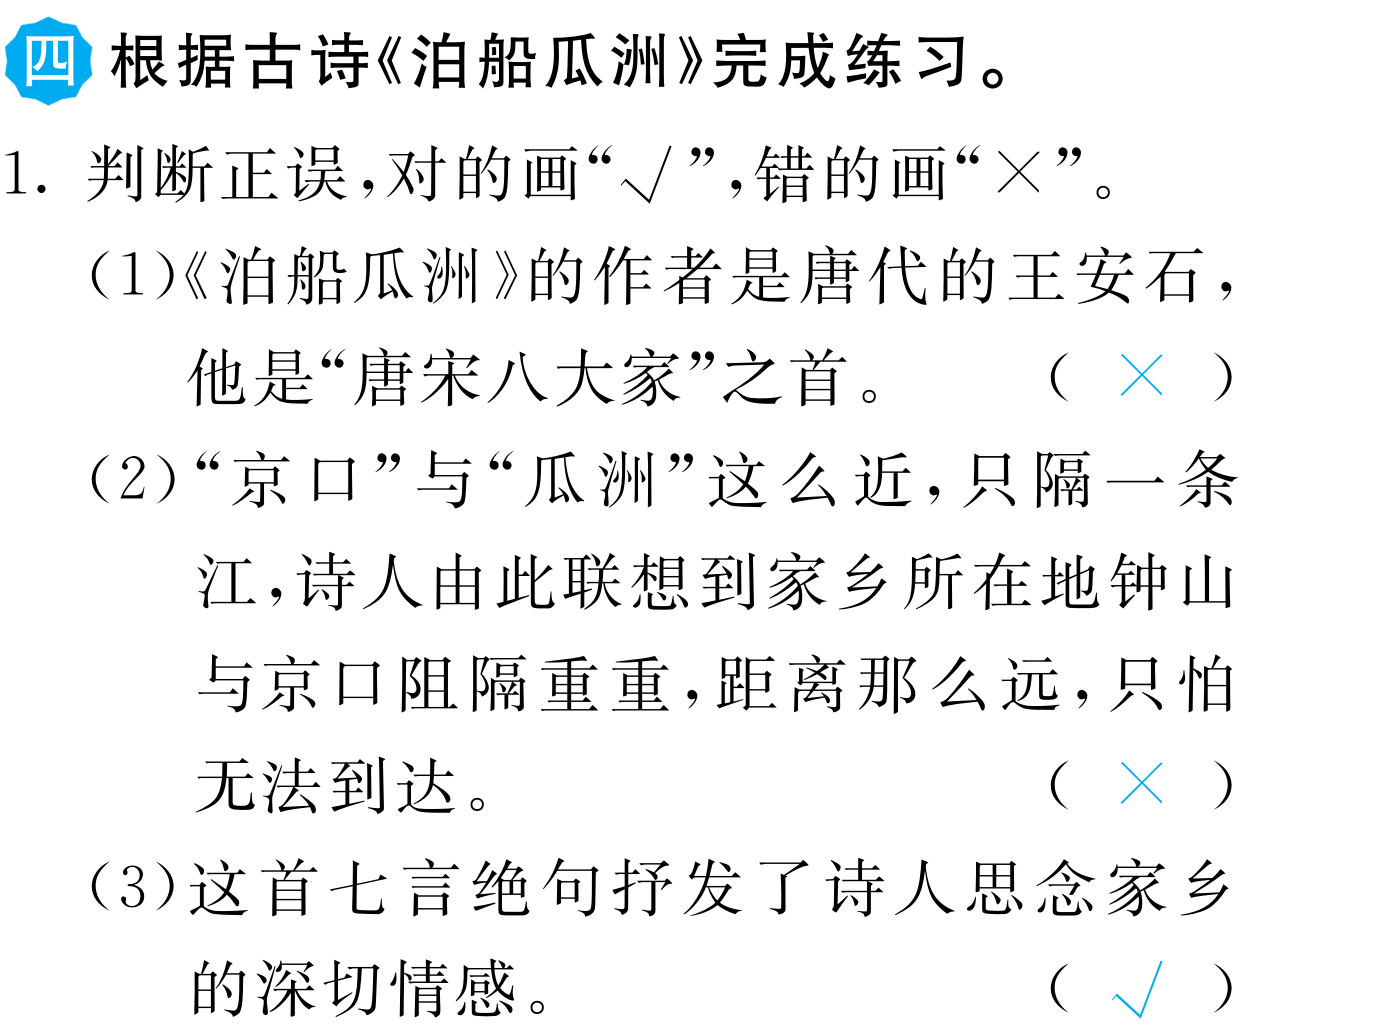 四 根据古诗《泊船瓜洲》完成练习。
1. 判断正误,对的画“√”,错的画“×”。
(1)《泊船瓜洲》的作者是唐代的王安石,
他是“唐宋八大家”之首。 ( × )
(2)“京口”与“瓜洲”这么近,只隔一条
江,诗人由此联想到家乡所在地钟山
与京口阻隔重重,距离那么远,只怕
无法到达。 ( × )
(3)这首七言绝句抒发了诗人思念家乡
的深切情感。 ( √ )